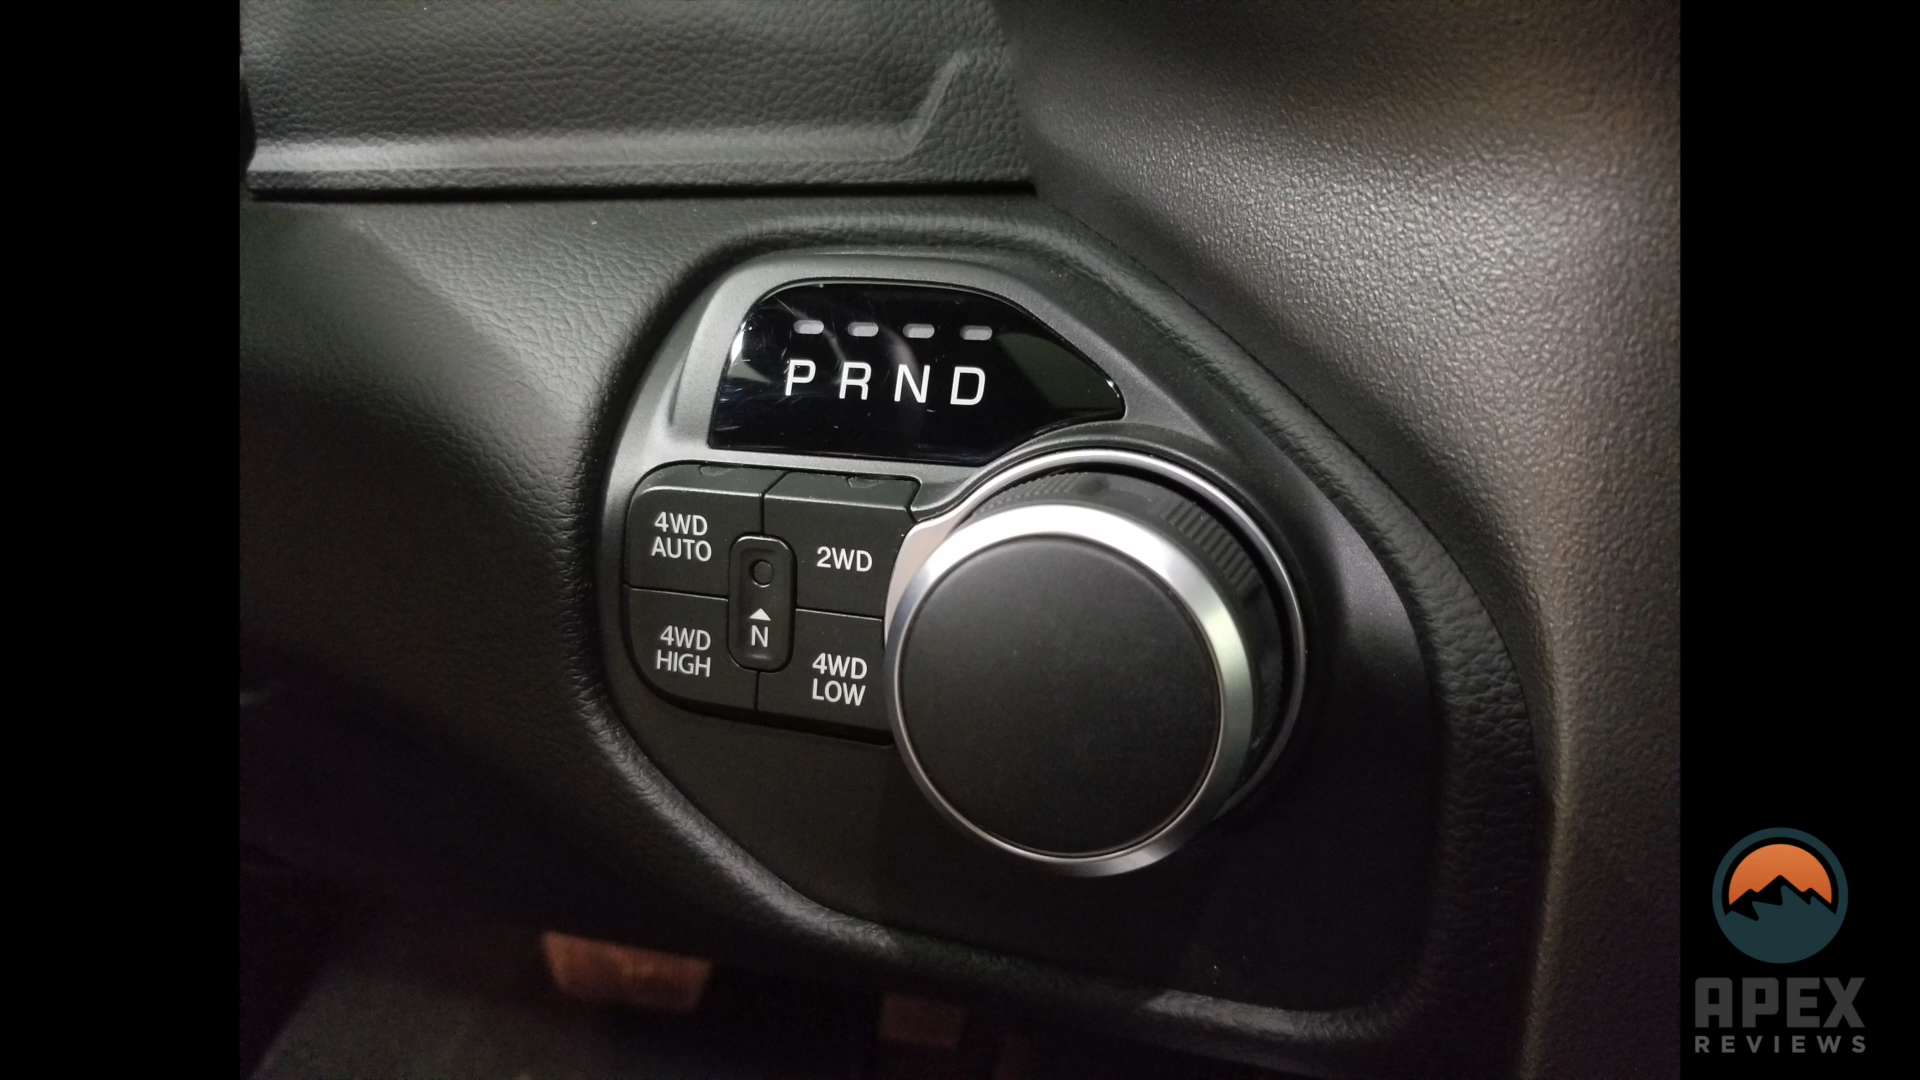 P R N D
4WD
AUTO
2WD
N
4WD
HIGH
4WD
LOW
APEX
REVIEWS